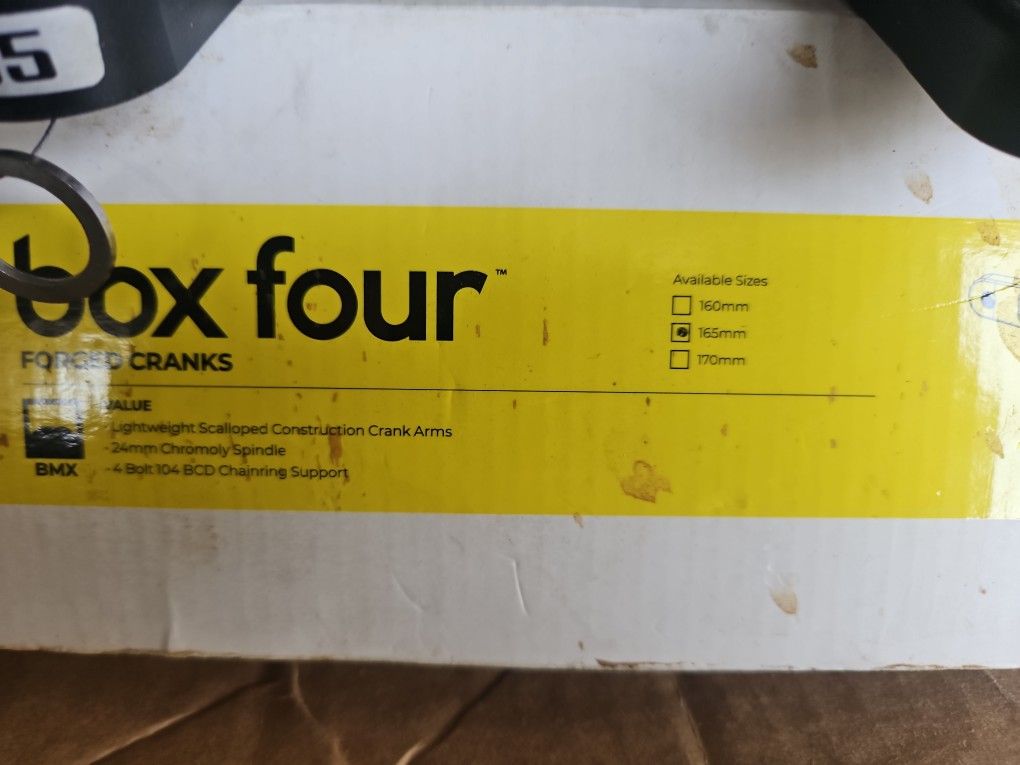 5
box four™
FORGED CRANKS
Available Sizes
160mm
165mm
170mm
VALUE
- Lightweight Scalloped Construction Crank Arms
- 24mm Chromoly Spindle
- 4 Bolt 104 BCD Chainring Support
BMX